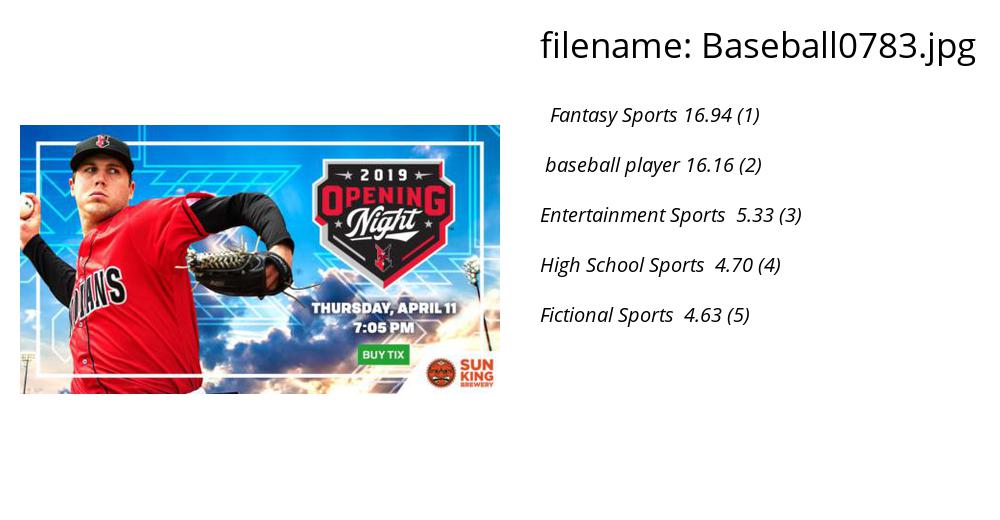 filename: Baseball0783.jpg
Fantasy Sports 16.94 (1)
baseball player 16.16 (2)
Entertainment Sports 5.33 (3)
High School Sports 4.70 (4)
Fictional Sports 4.63 (5)
2019
OPENING
Night
THURSDAY, APRIL 11
7:05 PM
BUY TIX
SUN
KING
BREWERY
DIANS